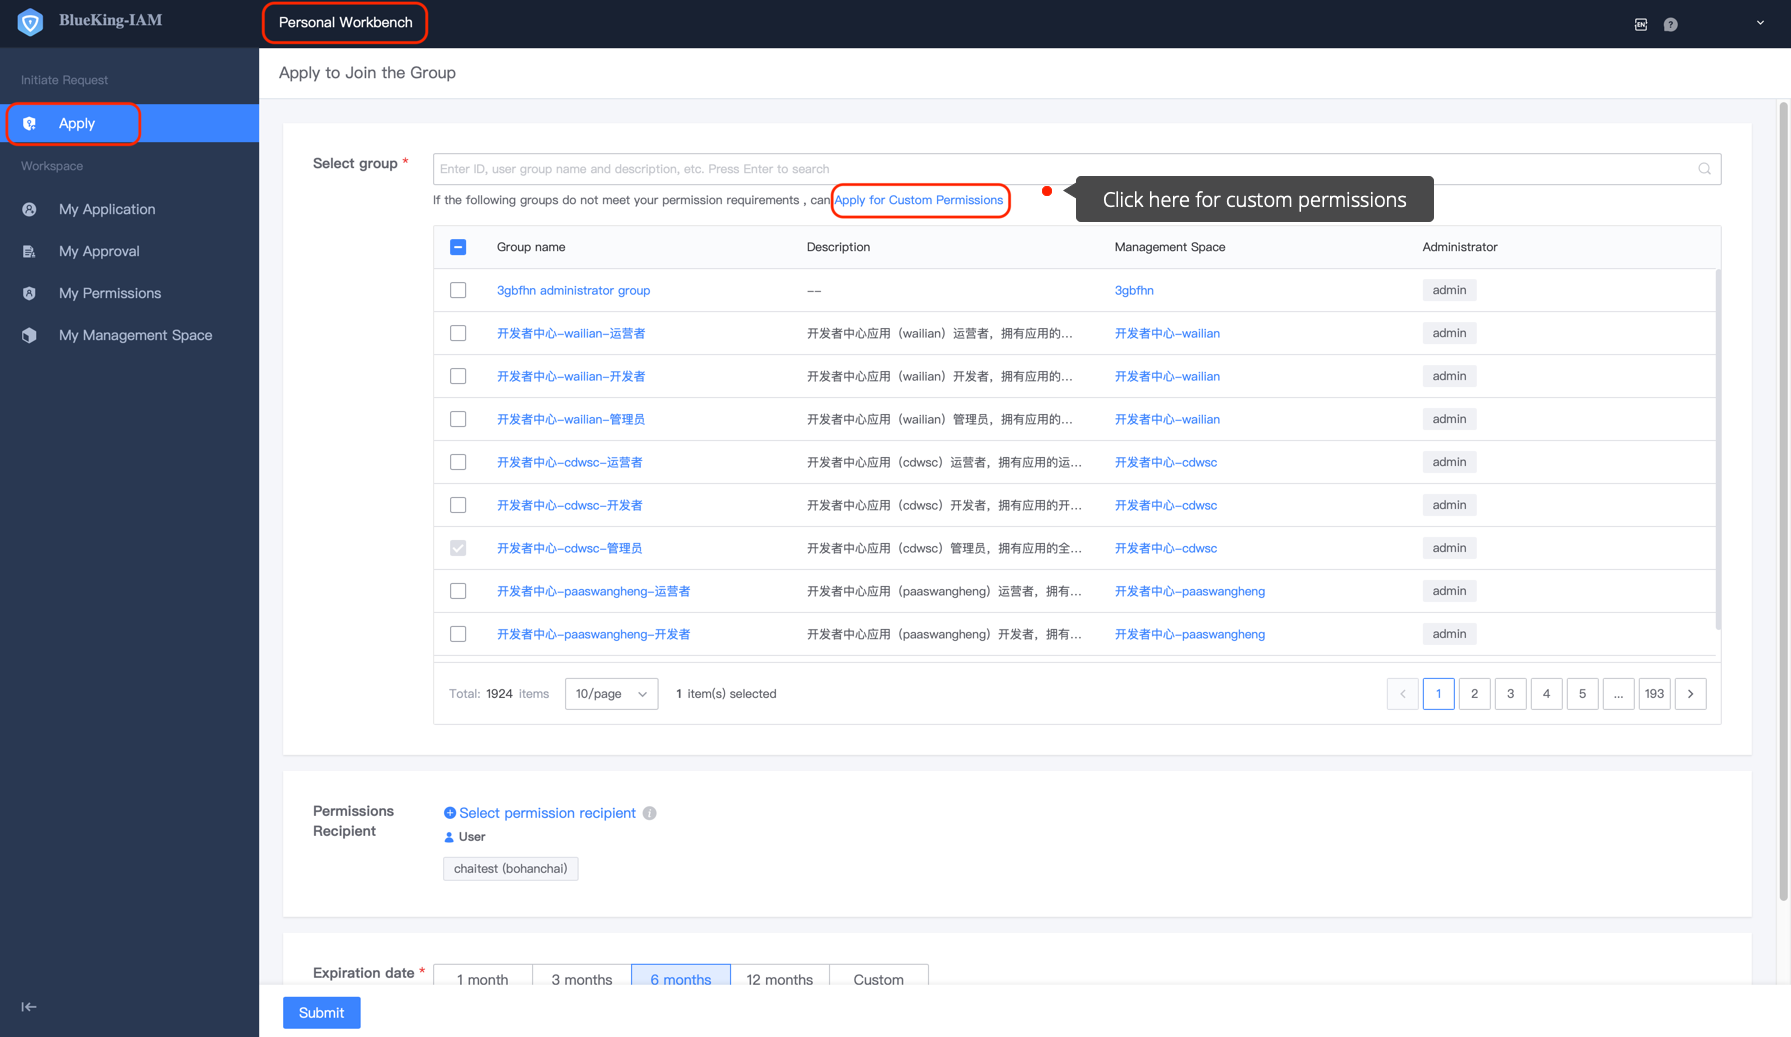 BlueKing-IAM
Personal Workbench
EN
?
Initiate Request
Apply
Workspace
My Application
My Approval
My Permissions
My Management Space
Apply to Join the Group
Select group *
Enter ID, user group name and description, etc. Press Enter to search
If the following groups do not meet your permission requirements , can Apply for Custom Permissions
Click here for custom permissions
Group name Description Management Space Administrator
3gbfhn administrator group -- 3gbfhn admin
开发者中心-wailian-运营者 开发者中心应用（wailian）运营者，拥有应用的... 开发者中心-wailian admin
开发者中心-wailian-开发者 开发者中心应用（wailian）开发者，拥有应用的... 开发者中心-wailian admin
开发者中心-wailian-管理员 开发者中心应用（wailian）管理员，拥有应用的... 开发者中心-wailian admin
开发者中心-cdwsc-运营者 开发者中心应用（cdwsc）运营者，拥有应用的运... 开发者中心-cdwsc admin
开发者中心-cdwsc-开发者 开发者中心应用（cdwsc）开发者，拥有应用的开... 开发者中心-cdwsc admin
开发者中心-cdwsc-管理员 开发者中心应用（cdwsc）管理员，拥有应用的全... 开发者中心-cdwsc admin
开发者中心-paaswangheng-运营者 开发者中心应用（paaswangheng）运营者，拥有... 开发者中心-paaswangheng admin
开发者中心-paaswangheng-开发者 开发者中心应用（paaswangheng）开发者，拥有... 开发者中心-paaswangheng admin
Total: 1924 items 10/page 1 item(s) selected < 1 2 3 4 5 ... 193 >
Permissions Recipient
Select permission recipient
User
chaitest (bohanchai)
Expiration date * 1 month 3 months 6 months 12 months Custom
Submit